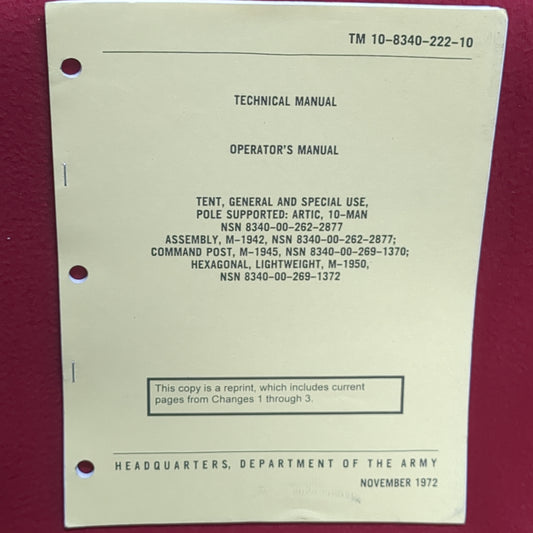 TM 10-8340-222-10
TECHNICAL MANUAL
OPERATOR'S MANUAL
TENT, GENERAL AND SPECIAL USE,
POLE SUPPORTED: ARTIC, 10-MAN
NSN 8340-00-262-2877
ASSEMBLY, M-1942, NSN 8340-00-262-2877;
COMMAND POST, M-1945, NSN 8340-00-269-1370;
HEXAGONAL, LIGHTWEIGHT, M-1950,
NSN 8340-00-269-1372
This copy is a reprint, which includes current
pages from Changes 1 through 3.
HEADQUARTERS, DEPARTMENT OF THE ARMY
NOVEMBER 1972